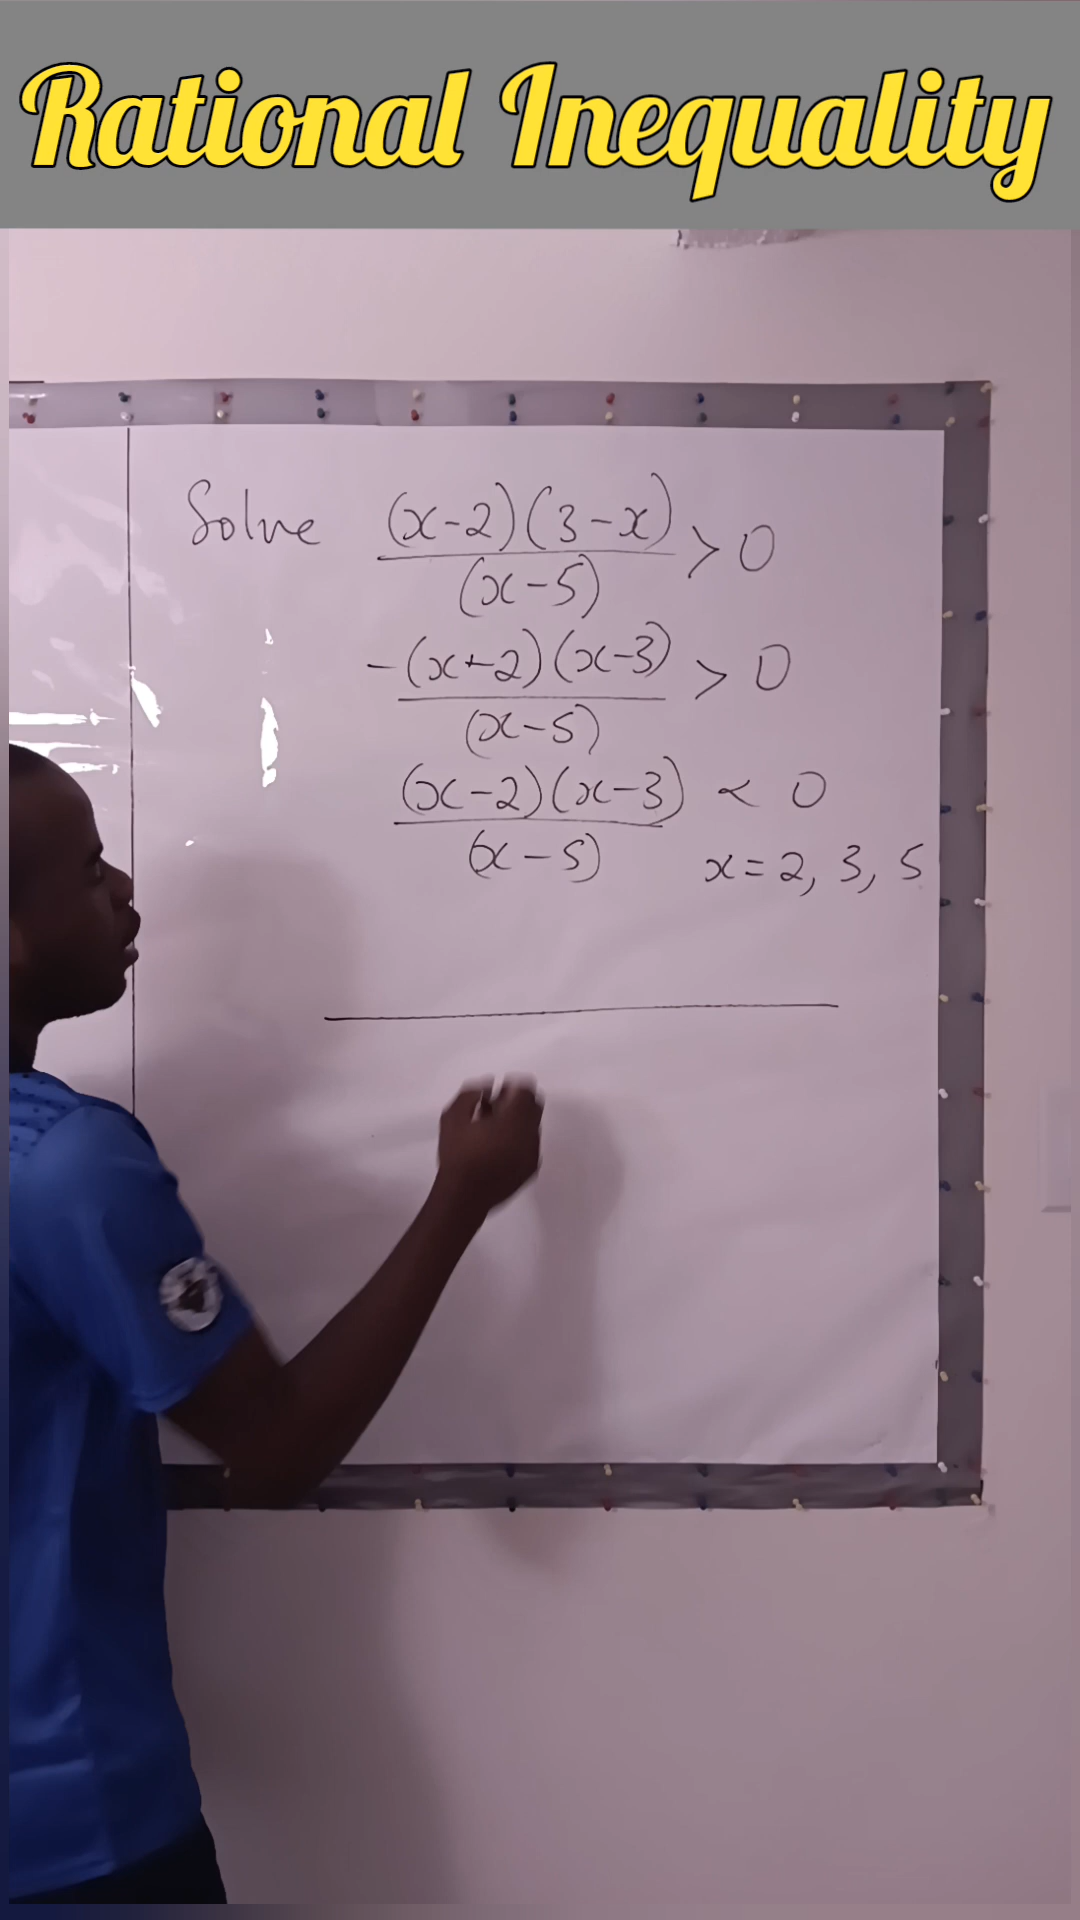 Rational Inequality
Solve (x-2)(3-x)/(x-5) > 0
-(x+2)(x-3)/(x-5) > 0
(x-2)(x-3)/(x-5) < 0
x = 2, 3, 5